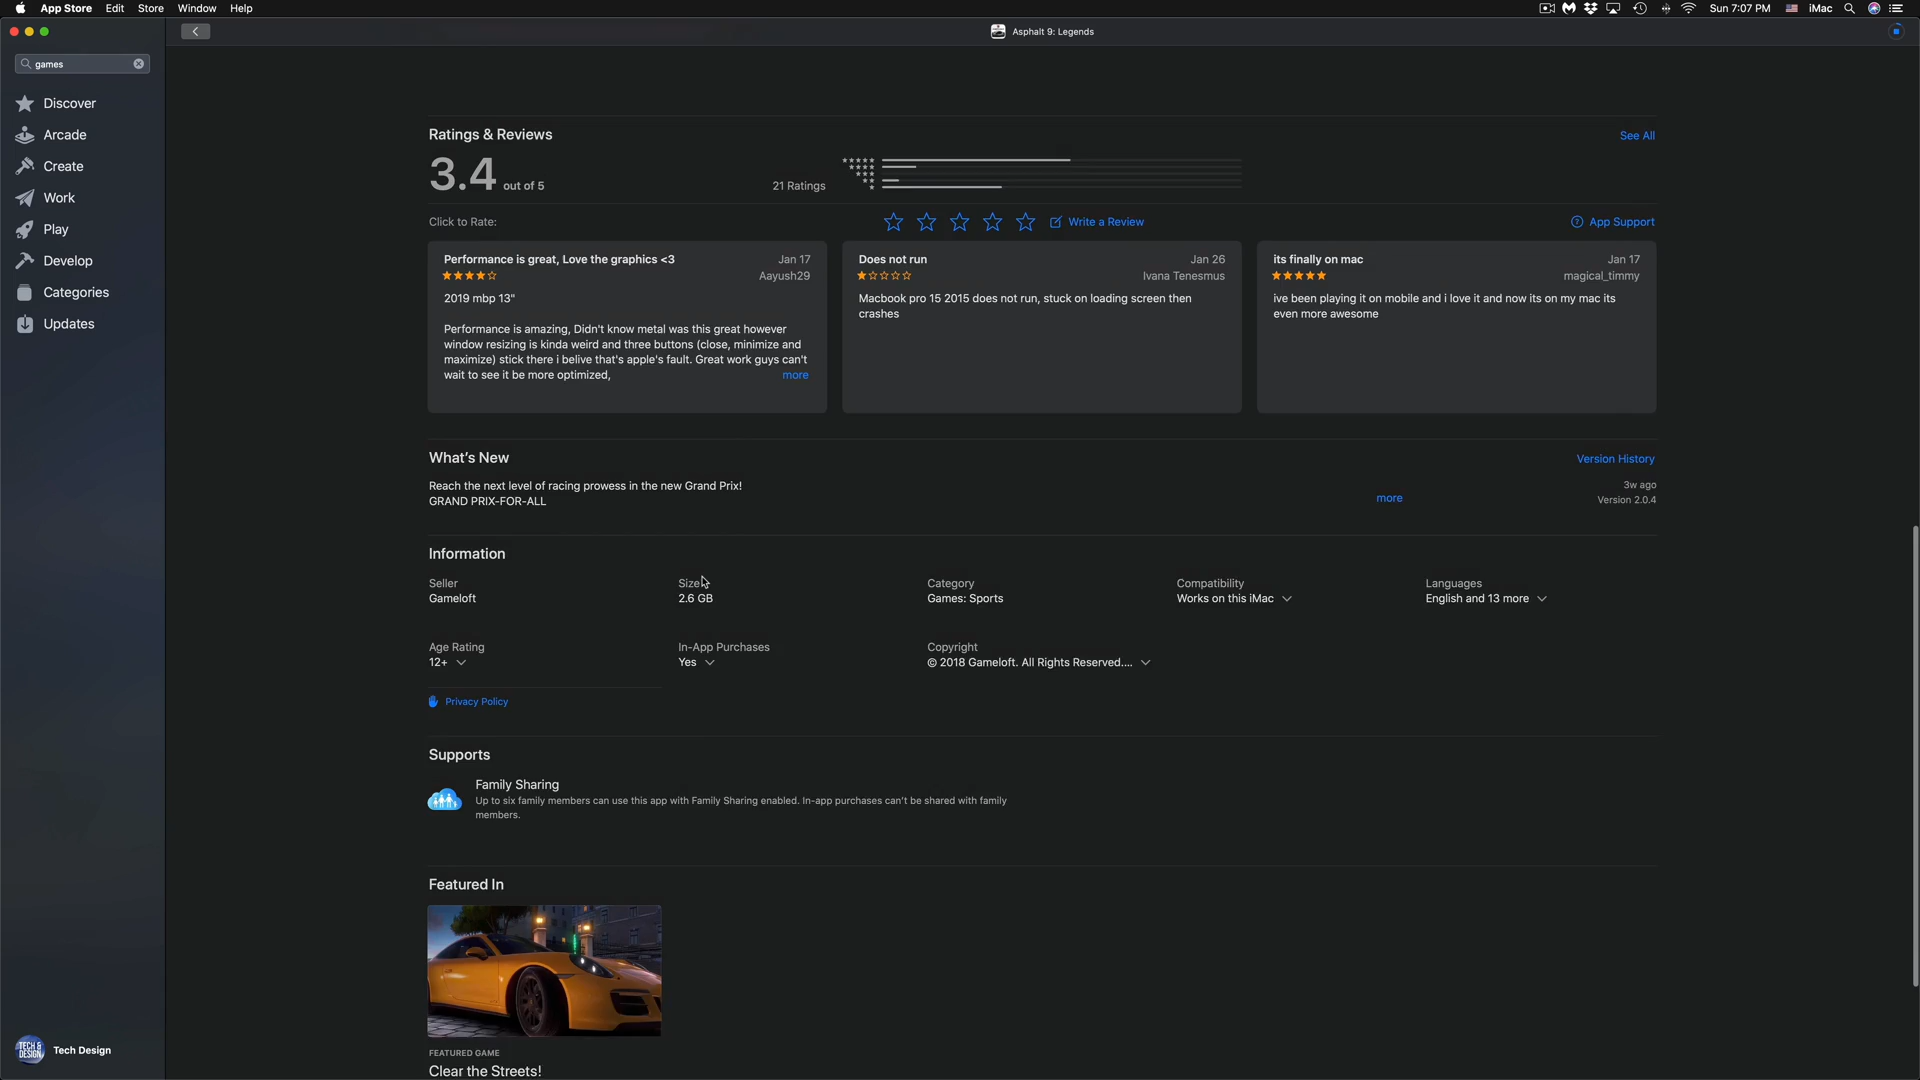 App Store Edit Store Window Help
Sun 7:07 PM iMac
Asphalt 9: Legends
games
Discover
Arcade
Create
Work
Play
Develop
Categories
Updates
Ratings & Reviews
See All
3.4 out of 5
21 Ratings
Click to Rate:
Write a Review
App Support
Performance is great, Love the graphics <3
Jan 17
Aayush29
2019 mbp 13"
Performance is amazing, Didn't know metal was this great however
window resizing is kinda weird and three buttons (close, minimize and
maximize) stick there i belive that's apple's fault. Great work guys can't
wait to see it be more optimized,
more
Does not run
Jan 26
Ivana Tenesmus
Macbook pro 15 2015 does not run, stuck on loading screen then
crashes
its finally on mac
Jan 17
magical_timmy
ive been playing it on mobile and i love it and now its on my mac its
even more awesome
What's New
Version History
Reach the next level of racing prowess in the new Grand Prix!
GRAND PRIX-FOR-ALL
more
3w ago
Version 2.0.4
Information
Seller
Gameloft
Size
2.6 GB
Category
Games: Sports
Compatibility
Works on this iMac
Languages
English and 13 more
Age Rating
12+
In-App Purchases
Yes
Copyright
© 2018 Gameloft. All Rights Reserved....
Privacy Policy
Supports
Family Sharing
Up to six family members can use this app with Family Sharing enabled. In-app purchases can't be shared with family
members.
Featured In
FEATURED GAME
Clear the Streets!
TECH &
DESIGN
Tech Design